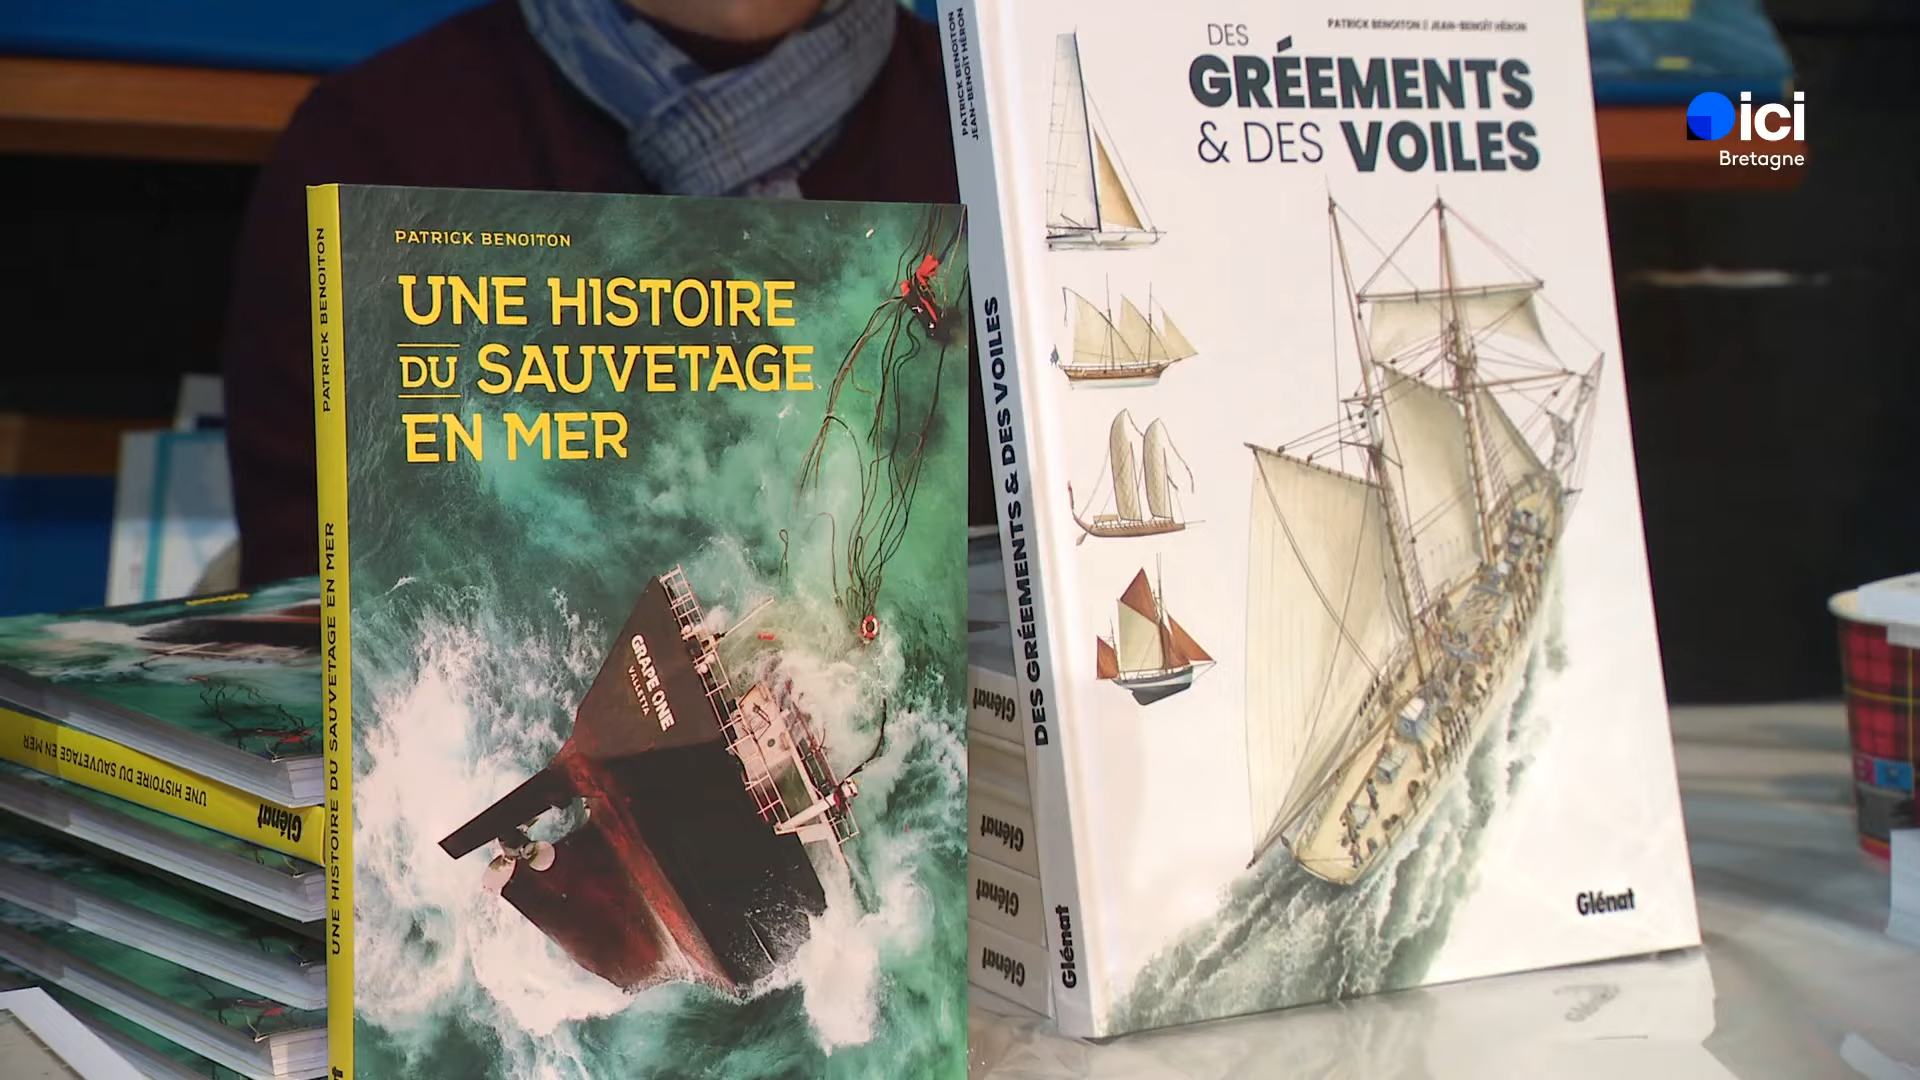 PATRICK BENOITON
UNE HISTOIRE
DU SAUVETAGE
EN MER
GRAPE ONE
VALLETTA
PATRICK BENOITON
UNE HISTOIRE DU SAUVETAGE EN MER
UNE HISTOIRE DU SAUVETAGE EN MER
Glénat
PATRICK BENOITON // JEAN-BENOÎT HÉRON
DES
GRÉEMENTS
& DES VOILES
Glénat
PATRICK BENOITON
JEAN-BENOÎT HÉRON
DES GRÉEMENTS & DES VOILES
Glénat
Glénat
Glénat
Glénat
Glénat
ici
Bretagne